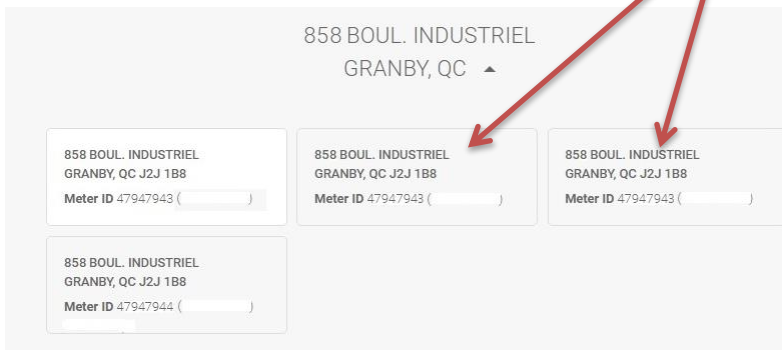 858 BOUL. INDUSTRIEL
GRANBY, QC
858 BOUL. INDUSTRIEL
GRANBY, QC J2J 1B8
Meter ID 47947943 ( )
858 BOUL. INDUSTRIEL
GRANBY, QC J2J 1B8
Meter ID 47947943 ( )
858 BOUL. INDUSTRIEL
GRANBY, QC J2J 1B8
Meter ID 47947943 ( )
858 BOUL. INDUSTRIEL
GRANBY, QC J2J 1B8
Meter ID 47947944 ( )